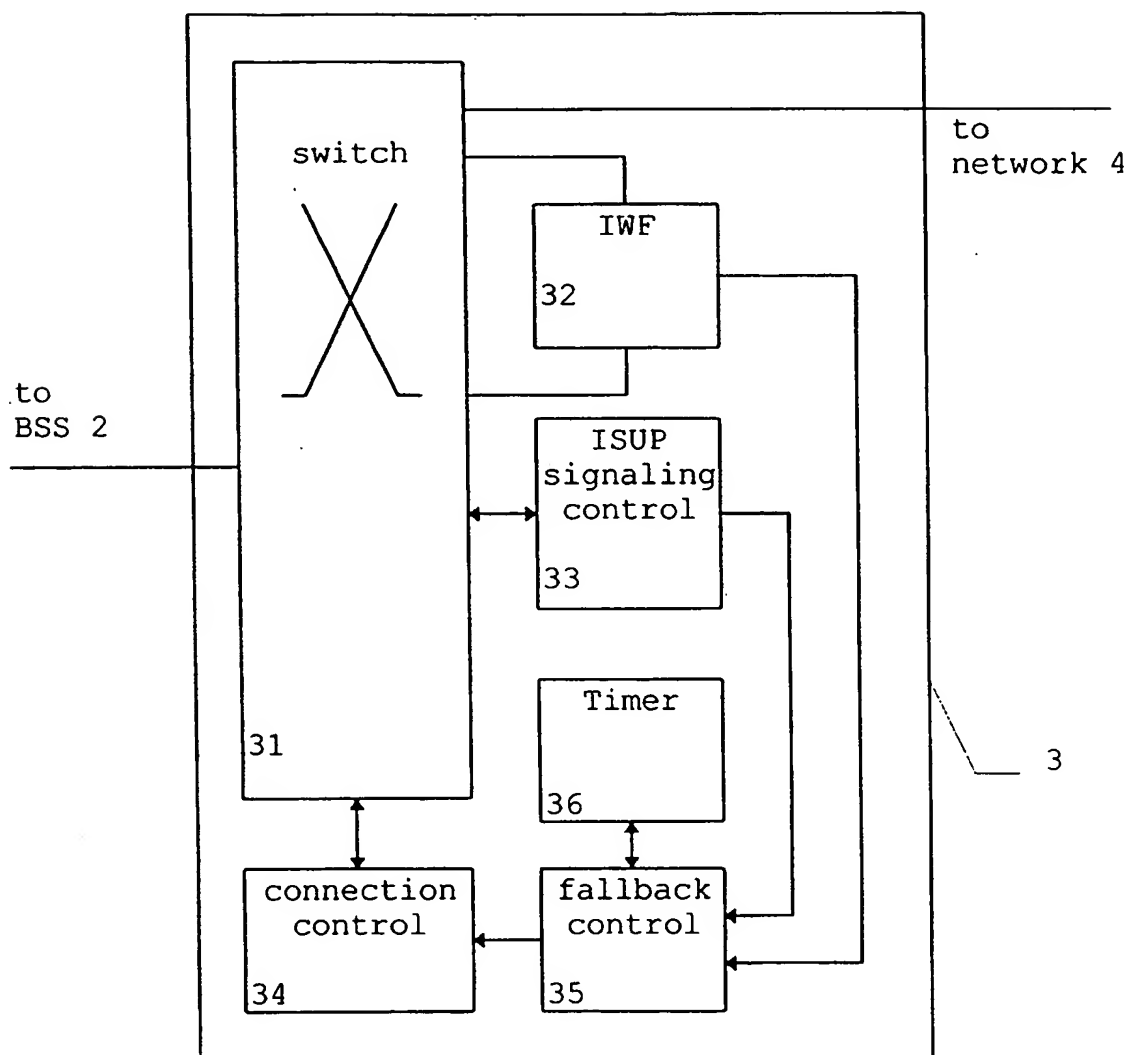 to
network 4
switch
IWF
32
to
BSS 2
ISUP
signaling
control
33
Timer
31
3
36
connection
control
34
fallback
control
35